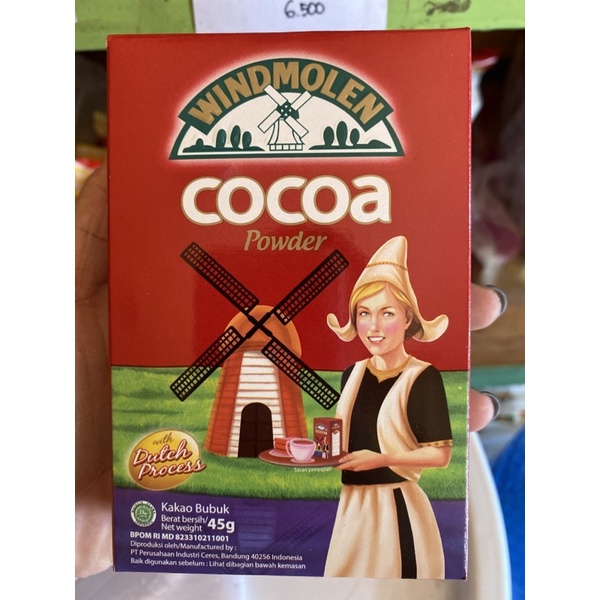 6.500
WINDMOLEN
cocoa
Powder
with
Dutch
Process
Saran penyajian
Kakao Bubuk
Berat bersih/
Net weight 45g
BPOM RI MD 823310211001
Diproduksi oleh/Manufactured by :
PT Perusahaan Industri Ceres, Bandung 40256 Indonesia
Baik digunakan sebelum : Lihat dibagian bawah kemasan